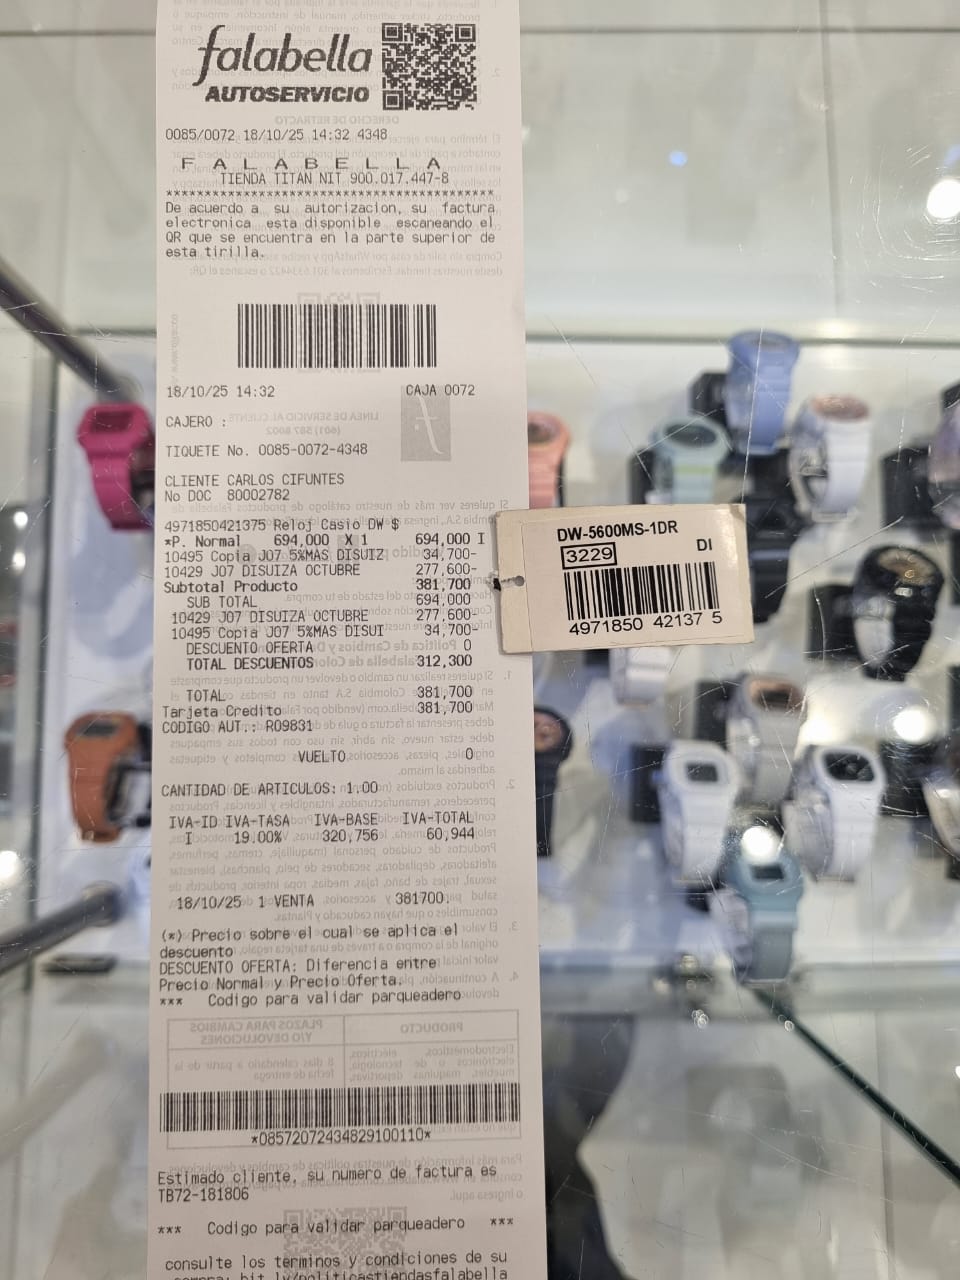 falabella
AUTOSERVICIO
0085/0072 18/10/25 14:32 4348
F A L A B E L L A
TIENDA TITAN NIT 900.017.447-8
******************************************
De acuerdo a su autorizacion, su factura
electronica esta disponible escaneando el
QR que se encuentra en la parte superior de
esta tirilla.
18/10/25 14:32 CAJA 0072
CAJERO :
TIQUETE No. 0085-0072-4348
CLIENTE CARLOS CIFUNTES
No DOC 80002782
4971850421375 Reloj Casio DW $
*P. Normal 694,000 X 1 694,000 I
10495 Copia J07 5%MAS DISUIZ 34,700-
10429 J07 DISUIZA OCTUBRE 277,600-
Subtotal Producto 381,700
SUB TOTAL 694,000
10429 J07 DISUIZA OCTUBRE 277,600-
10495 Copia J07 5%MAS DISUI 34,700-
DESCUENTO OFERTA 0
TOTAL DESCUENTOS 312,300
TOTAL 381,700
Tarjeta Credito 381,700
CODIGO AUT.: R09831
VUELTO 0
CANTIDAD DE ARTICULOS: 1.00
IVA-ID IVA-TASA IVA-BASE IVA-TOTAL
I 19.00% 320,756 60,944
18/10/25 1 VENTA 381700.
(*) Precio sobre el cual se aplica el
descuento
DESCUENTO OFERTA: Diferencia entre
Precio Normal y Precio Oferta.
*** Codigo para validar parqueadero
*08572072434829100110*
Estimado cliente, su numero de factura es
TB72-181806
*** Codigo para validar parqueadero ***
consulte los terminos y condiciones de su
compra: bit.ly/politicastiendasfalabella
DW-5600MS-1DR
3229 DI
4971850 42137 5